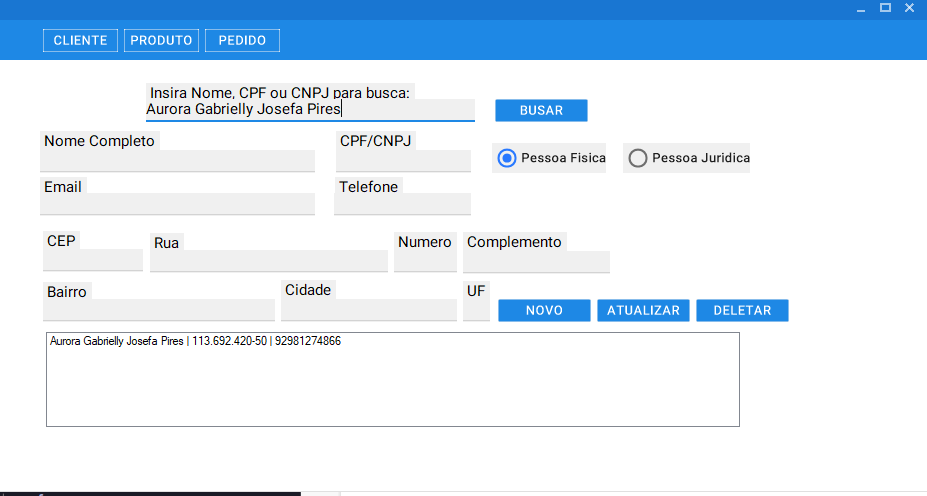 CLIENTE PRODUTO PEDIDO
Insira Nome, CPF ou CNPJ para busca:
Aurora Gabrielly Josefa Pires BUSAR
Nome Completo CPF/CNPJ
Pessoa Fisica Pessoa Juridica
Email Telefone
CEP Rua Numero Complemento
Bairro Cidade UF
NOVO ATUALIZAR DELETAR
Aurora Gabrielly Josefa Pires | 113.692.420-50 | 92981274866